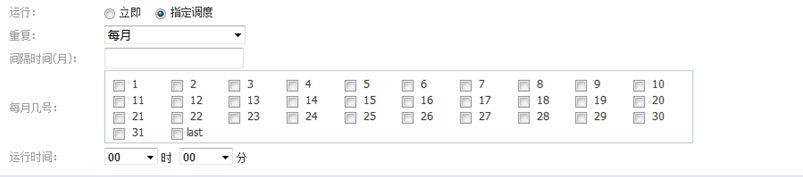 运行: 立即 指定调度
重复: 每月
间隔时间(月):
每月几号: 1 2 3 4 5 6 7 8 9 10
11 12 13 14 15 16 17 18 19 20
21 22 23 24 25 26 27 28 29 30
31 last
运行时间: 00 时 00 分